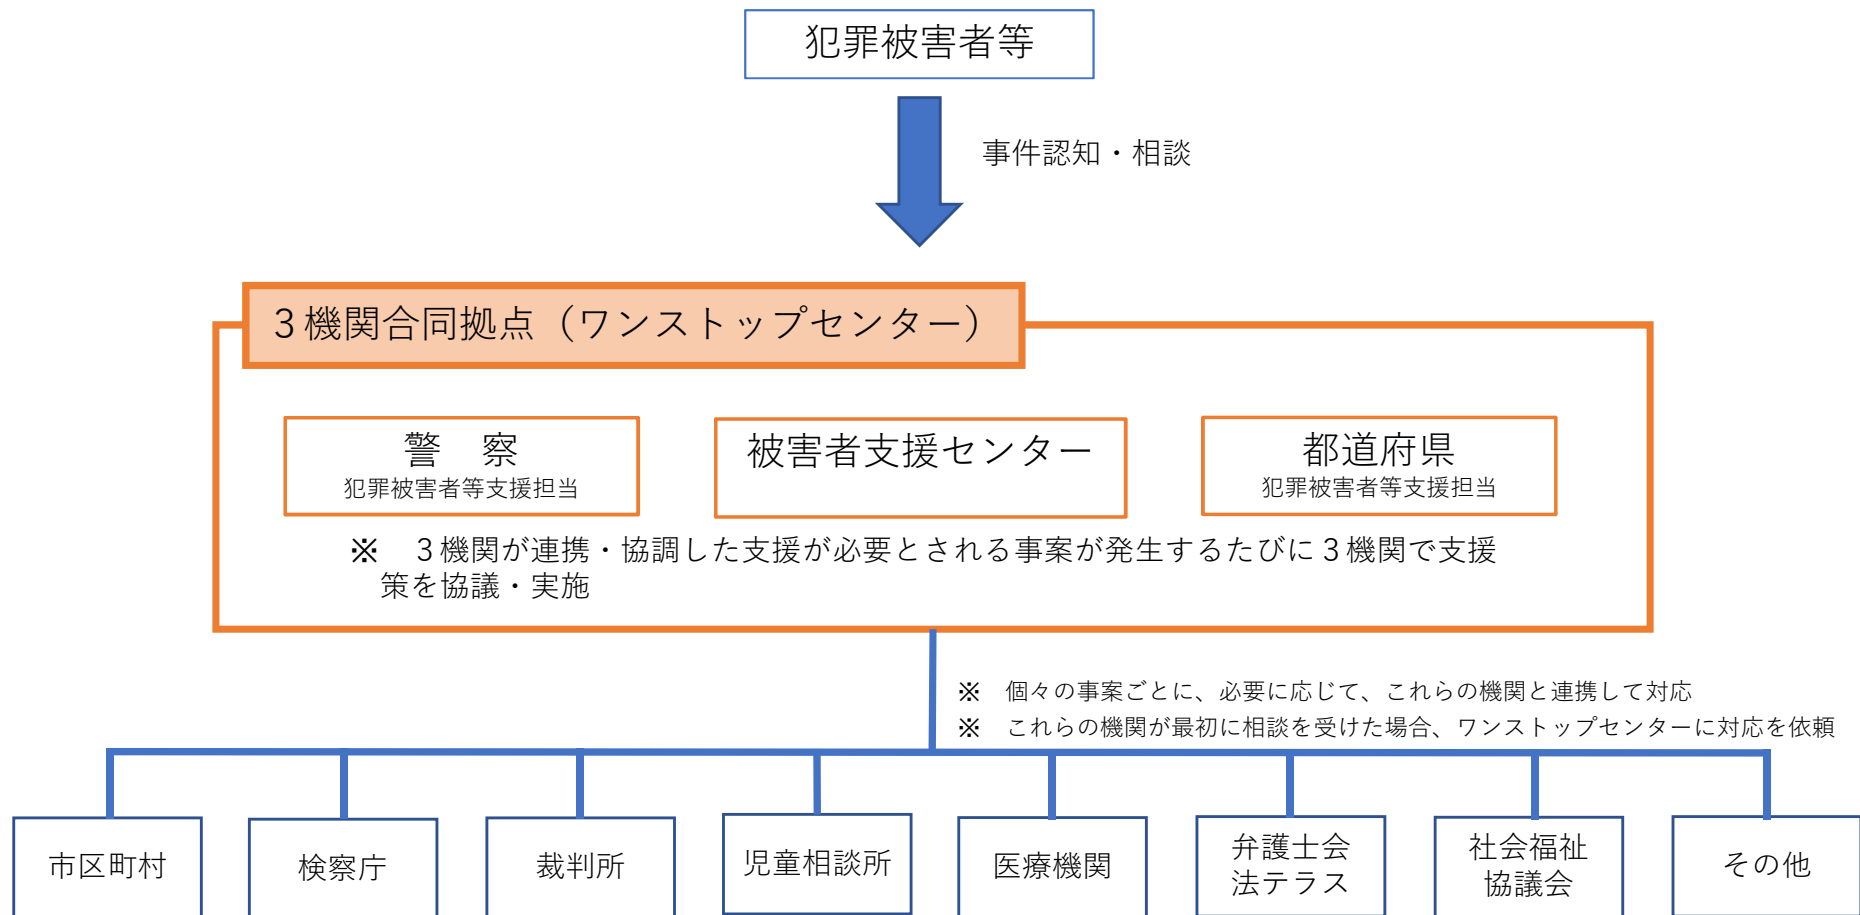 犯罪被害者等
事件認知・相談
３機関合同拠点（ワンストップセンター）
警　察
犯罪被害者等支援担当
被害者支援センター
都道府県
犯罪被害者等支援担当
※　３機関が連携・協調した支援が必要とされる事案が発生するたびに３機関で支援
策を協議・実施
※　個々の事案ごとに、必要に応じて、これらの機関と連携して対応
※　これらの機関が最初に相談を受けた場合、ワンストップセンターに対応を依頼
市区町村
検察庁
裁判所
児童相談所
医療機関
弁護士会
法テラス
社会福祉
協議会
その他